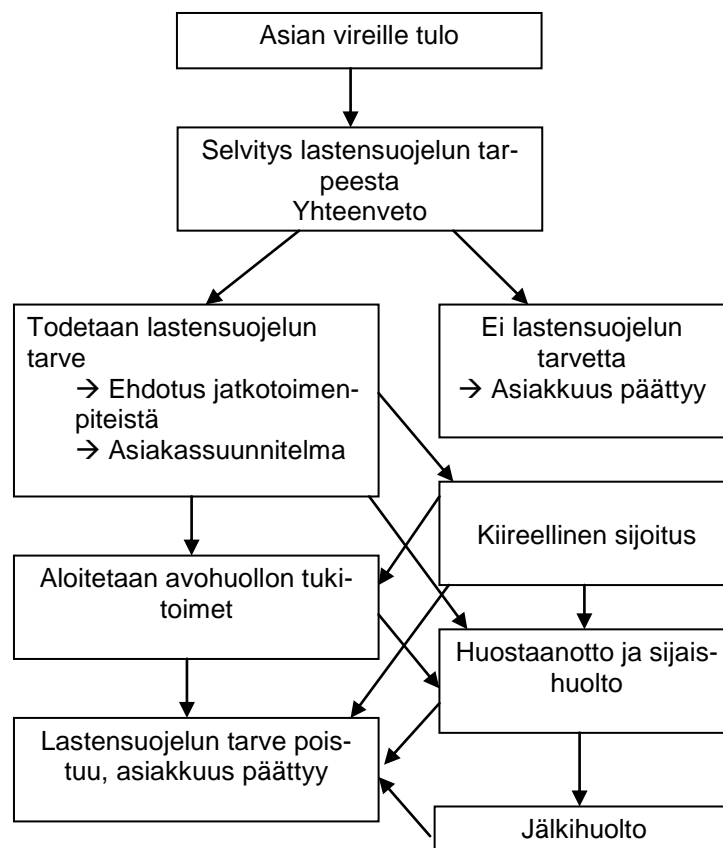 Asian vireille tulo
Selvitys lastensuojelun tar-
peesta
Yhteenveto
Todetaan lastensuojelun
tarve
→ Ehdotus jatkotoimen-
piteistä
→ Asiakassuunnitelma
Ei lastensuojelun
tarvetta
→ Asiakkuus päättyy
Kiireellinen sijoitus
Aloitetaan avohuollon tuki-
toimet
Huostaanotto ja sijais-
huolto
Lastensuojelun tarve pois-
tuu, asiakkuus päättyy
Jälkihuolto